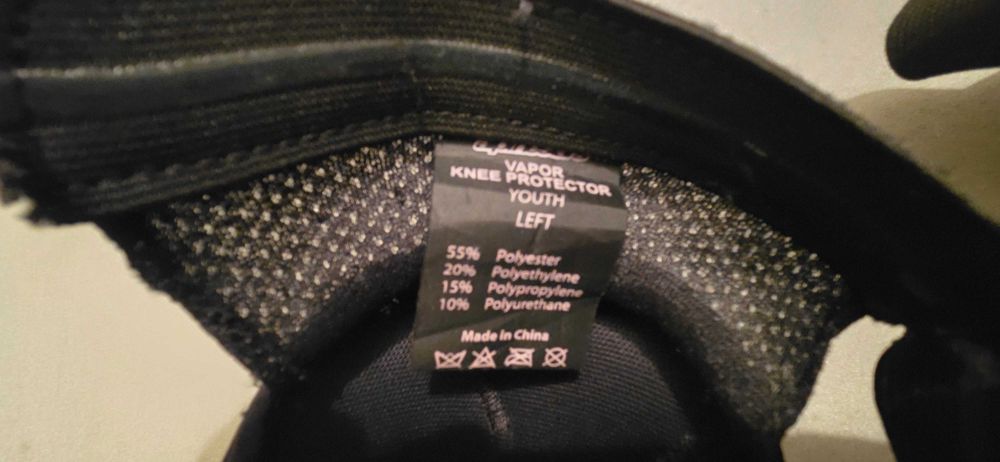 VAPOR
KNEE PROTECTOR
YOUTH
LEFT
55% Polyester
20% Polyethylene
15% Polypropylene
10% Polyurethane
Made in China